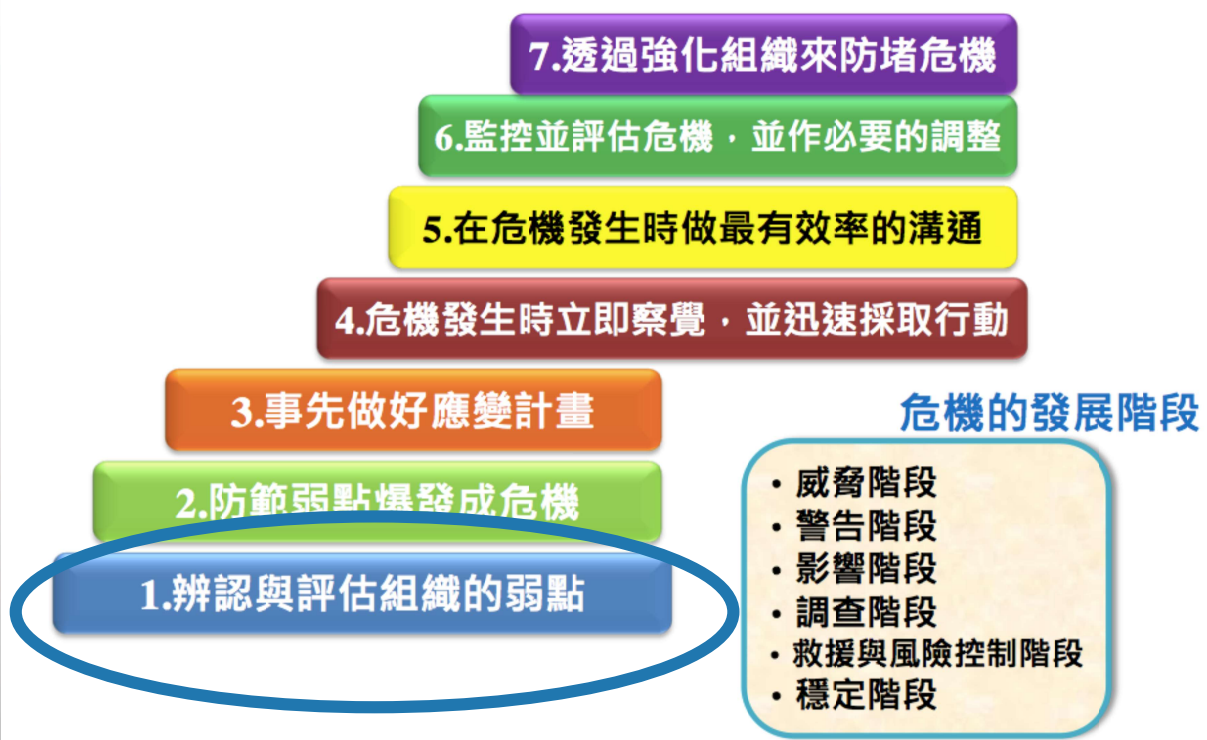 7.透過強化組織來防堵危機
6.監控並評估危機，並作必要的調整
5.在危機發生時做最有效率的溝通
4.危機發生時立即察覺，並迅速採取行動
3.事先做好應變計畫
2.防範弱點爆發成危機
1.辨認與評估組織的弱點
危機的發展階段
•威脅階段
•警告階段
•影響階段
•調查階段
•救援與風險控制階段
•穩定階段